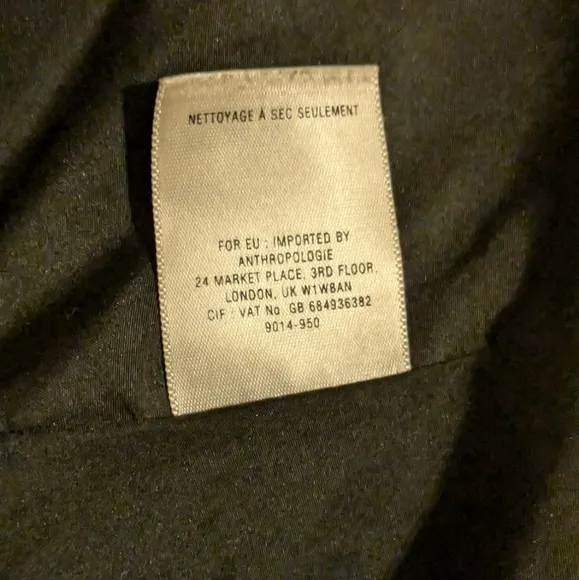 NETTOYAGE À SEC SEULEMENT
FOR EU : IMPORTED BY
ANTHROPOLOGIE
24 MARKET PLACE, 3RD FLOOR,
LONDON, UK W1W8AN
CIF : VAT No GB 684936382
9014-950